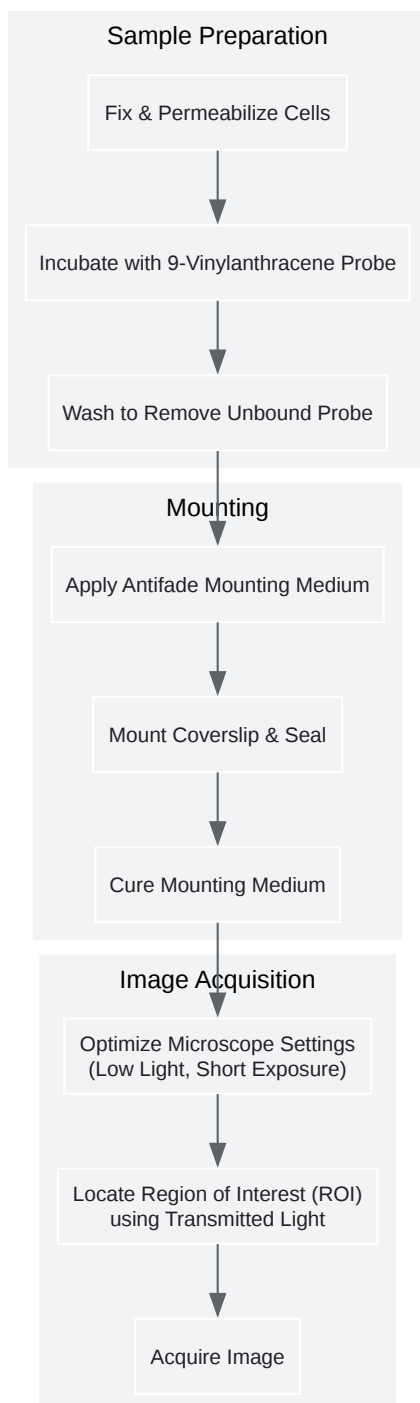 Sample Preparation
Fix & Permeabilize Cells
Incubate with 9-Vinylanthracene Probe
Wash to Remove Unbound Probe
Mounting
Apply Antifade Mounting Medium
Mount Coverslip & Seal
Cure Mounting Medium
Image Acquisition
Optimize Microscope Settings
(Low Light, Short Exposure)
Locate Region of Interest (ROI)
using Transmitted Light
Acquire Image